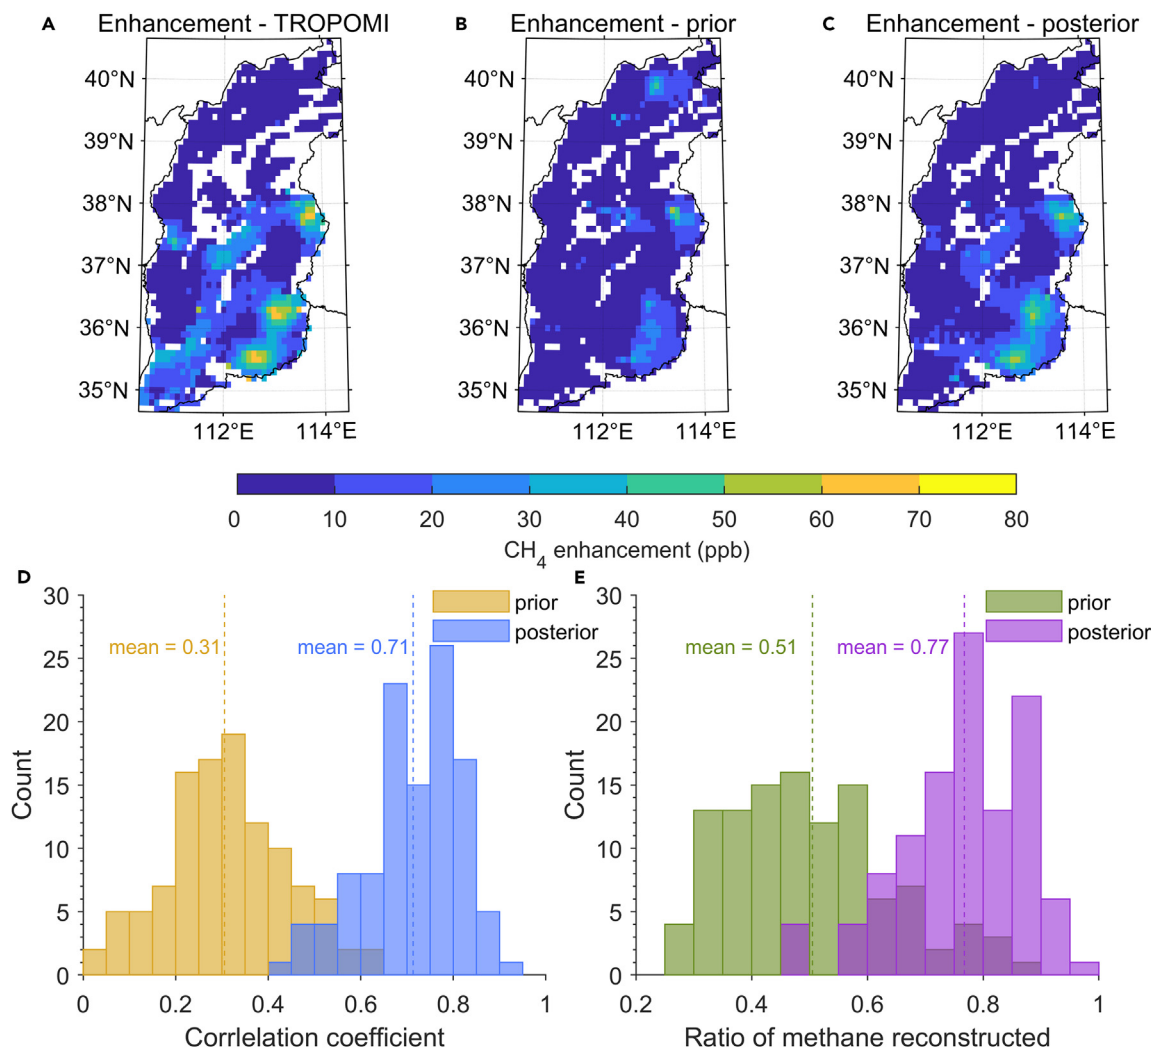 A Enhancement - TROPOMI
B Enhancement - prior
C Enhancement - posterior
40°N
39°N
38°N
37°N
36°N
35°N
112°E 114°E
40°N
39°N
38°N
37°N
36°N
35°N
112°E 114°E
40°N
39°N
38°N
37°N
36°N
35°N
112°E 114°E
0 10 20 30 40 50 60 70 80
CH4 enhancement (ppb)
D
30
25
20
15
10
5
0
Count
prior
posterior
mean = 0.31
mean = 0.71
0 0.2 0.4 0.6 0.8 1
Corrlelation coefficient
E
30
25
20
15
10
5
0
Count
prior
posterior
mean = 0.51
mean = 0.77
0.2 0.4 0.6 0.8 1
Ratio of methane reconstructed